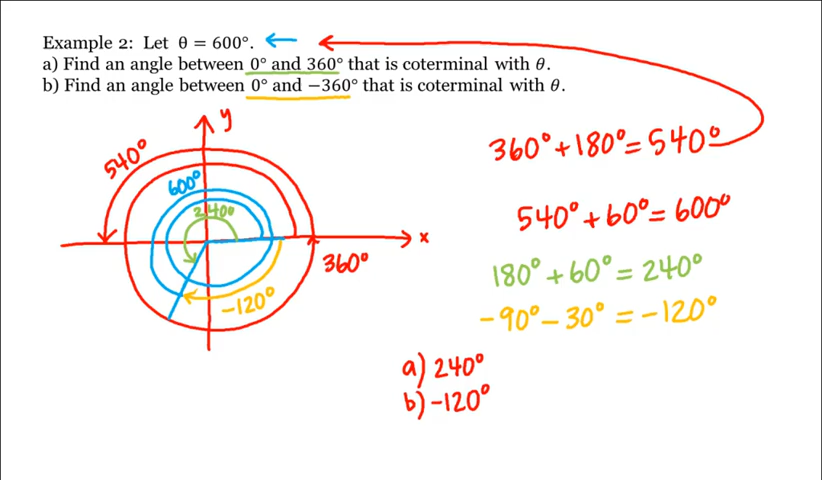 Example 2: Let θ = 600°.
a) Find an angle between 0° and 360° that is coterminal with θ.
b) Find an angle between 0° and −360° that is coterminal with θ.
y
540°
360° + 180° = 540°
600°
240°
540° + 60° = 600°
x
360°
180° + 60° = 240°
-120°
-90° - 30° = -120°
a) 240°
b) -120°